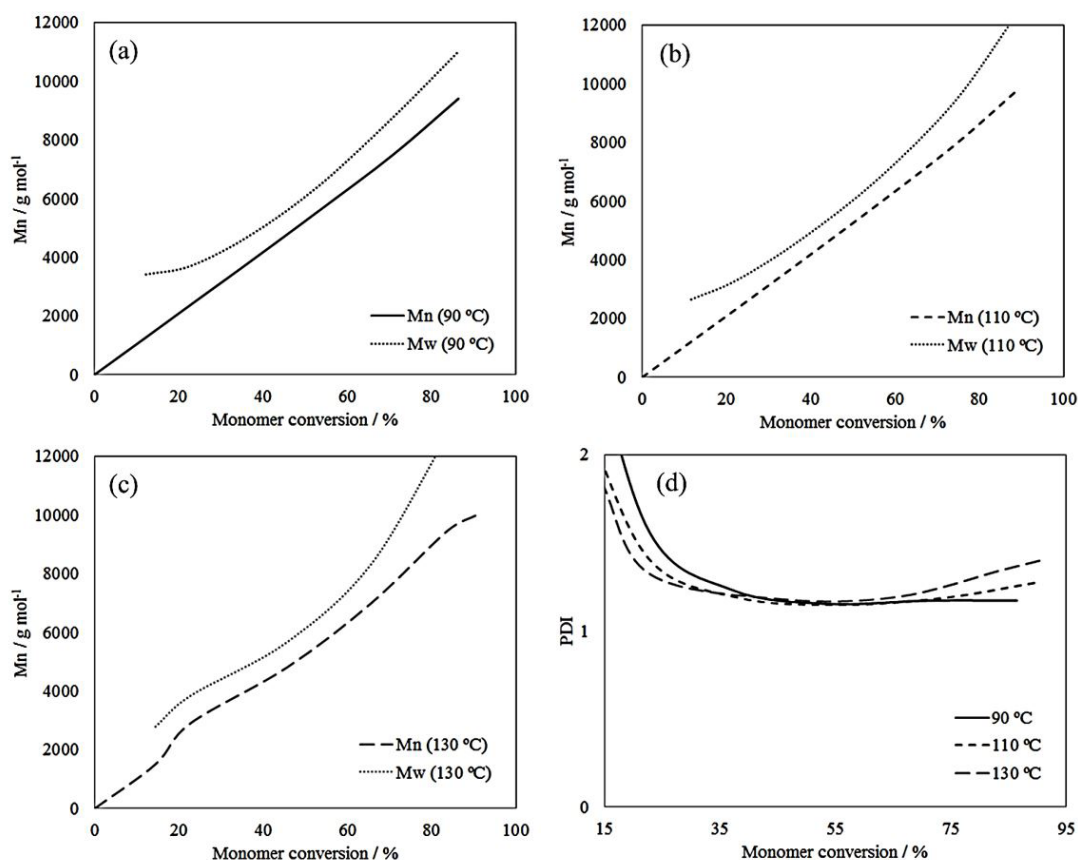 12000
(a)
10000
8000
6000
4000
2000
0
Mn / g mol-1
Mn (90 ºC)
Mw (90 ºC)
0 20 40 60 80 100
Monomer conversion / %
12000
(b)
10000
8000
6000
4000
2000
0
Mn / g mol-1
Mn (110 ºC)
Mw (110 ºC)
0 20 40 60 80 100
Monomer conversion / %
12000
(c)
10000
8000
6000
4000
2000
0
Mn / g mol-1
Mn (130 ºC)
Mw (130 ºC)
0 20 40 60 80 100
Monomer conversion / %
2
(d)
1
0
PDI
90 ºC
110 ºC
130 ºC
15 35 55 75 95
Monomer conversion / %